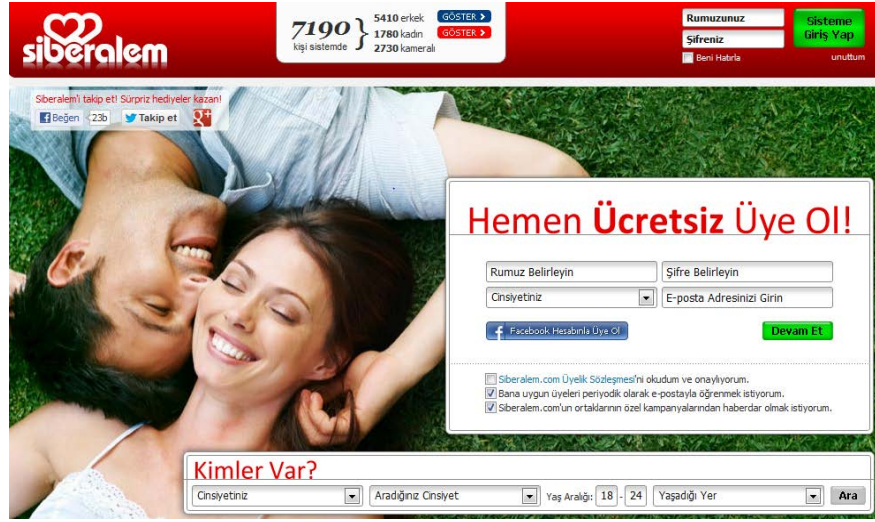 siberalem
7190
kişi sistemde
5410 erkek GÖSTER
1780 kadın GÖSTER
2730 kameralı
Rumuzunuz
Şifreniz
Beni Hatırla
unuttum
Sisteme
Giriş Yap
Siberalem'i takip et! Sürpriz hediyeler kazan!
Beğen 23b Takip et
Hemen Ücretsiz Üye Ol!
Rumuz Belirleyin Şifre Belirleyin
Cinsiyetiniz E-posta Adresinizi Girin
Facebook Hesabınla Üye Ol Devam Et
Siberalem.com Üyelik Sözleşmesi'ni okudum ve onaylıyorum.
Bana uygun üyeleri periyodik olarak e-postayla öğrenmek istiyorum.
Siberalem.com'un ortaklarının özel kampanyalarından haberdar olmak istiyorum.
Kimler Var?
Cinsiyetiniz Aradığınız Cinsiyet Yaş Aralığı: 18 - 24 Yaşadığı Yer Ara